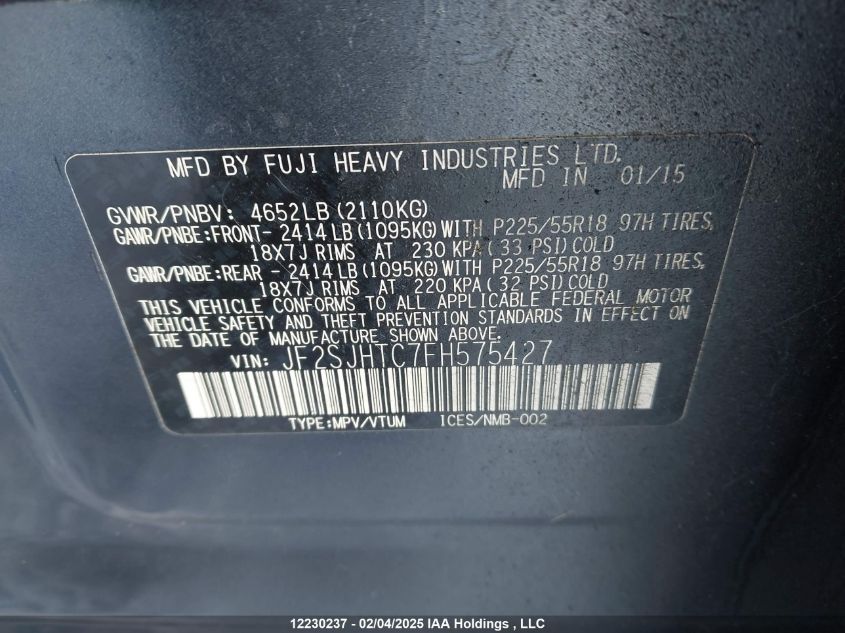 MFD BY FUJI HEAVY INDUSTRIES LTD.
MFD IN 01/15
GVWR/PNBV: 4652LB (2110KG)
GAWR/PNBE:FRONT- 2414 LB (1095KG) WITH P225/55R18 97H TIRES,
18X7J RIMS AT 230 KPA ( 33 PSI) COLD
GAWR/PNBE:REAR - 2414 LB (1095KG) WITH P225/55R18 97H TIRES,
18X7J RIMS AT 220 KPA ( 32 PSI) COLD
THIS VEHICLE CONFORMS TO ALL APPLICABLE FEDERAL MOTOR
VEHICLE SAFETY AND THEFT PREVENTION STANDARDS IN EFFECT ON
THE DATE OF MANUFACTURE SHOWN ABOVE.
VIN: JF2SJHTC7FH575427
TYPE:MPV/VTUM ICES/NMB-002
12230237 - 02/04/2025 IAA Holdings , LLC